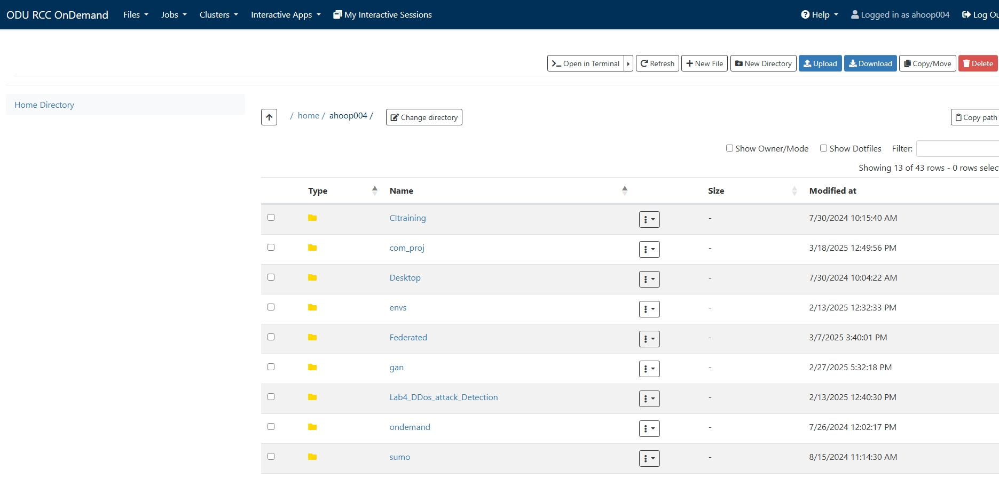 ODU RCC OnDemand Files Jobs Clusters Interactive Apps My Interactive Sessions Help Logged in as ahoop004 Log Ou
Open in Terminal Refresh New File New Directory Upload Download Copy/Move Delete
Home Directory
/ home / ahoop004 / Change directory Copy path
Show Owner/Mode Show Dotfiles Filter:
Showing 13 of 43 rows - 0 rows selec
Type Name Size Modified at
CItraining - 7/30/2024 10:15:40 AM
com_proj - 3/18/2025 12:49:56 PM
Desktop - 7/30/2024 10:04:22 AM
envs - 2/13/2025 12:32:33 PM
Federated - 3/7/2025 3:40:01 PM
gan - 2/27/2025 5:32:18 PM
Lab4_DDos_attack_Detection - 2/13/2025 12:40:30 PM
ondemand - 7/26/2024 12:02:17 PM
sumo - 8/15/2024 11:14:30 AM